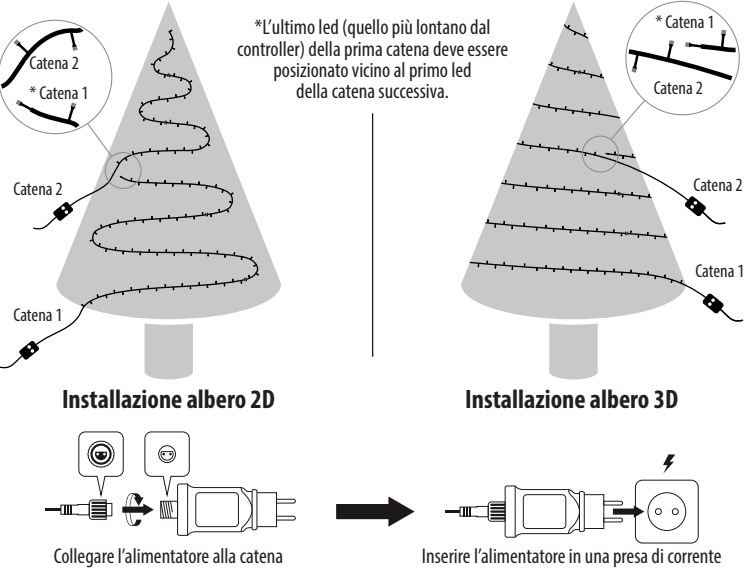 *L'ultimo led (quello più lontano dal
controller) della prima catena deve essere
posizionato vicino al primo led
della catena successiva.
Catena 2
* Catena 1
Catena 2
Catena 1
* Catena 1
Catena 2
Catena 2
Catena 1
Installazione albero 2D
Installazione albero 3D
Collegare l'alimentatore alla catena
Inserire l'alimentatore in una presa di corrente